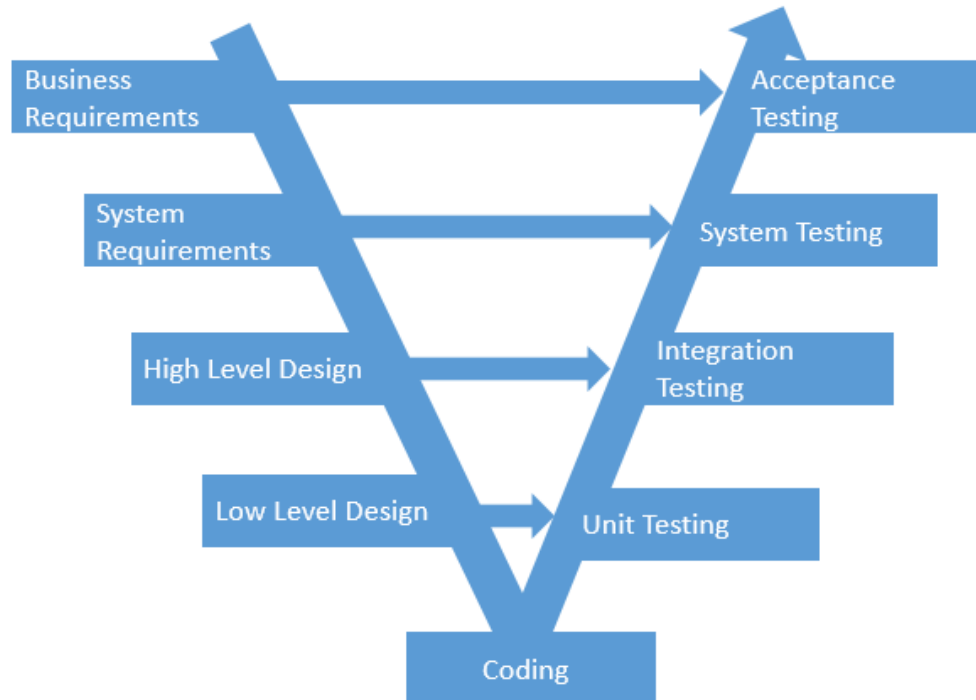 Business
Requirements
Acceptance
Testing
System
Requirements
System Testing
High Level Design
Integration
Testing
Low Level Design
Unit Testing
Coding